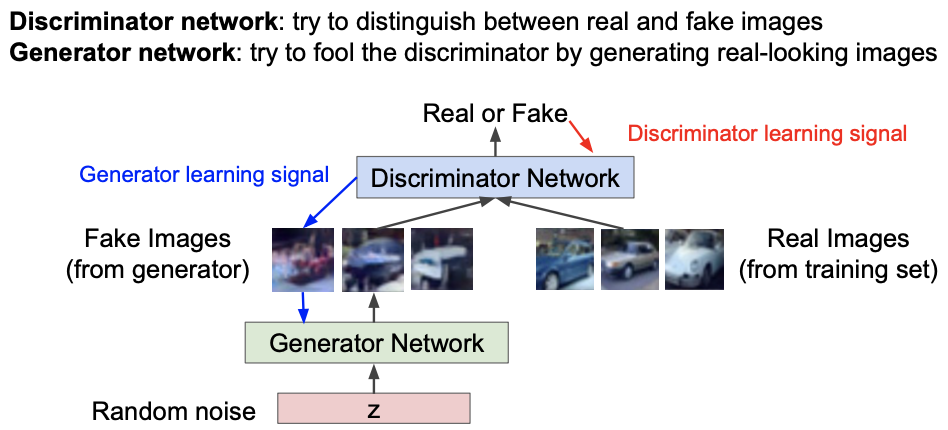 Discriminator network: try to distinguish between real and fake images
Generator network: try to fool the discriminator by generating real-looking images
Real or Fake
Discriminator learning signal
Generator learning signal
Discriminator Network
Fake Images
(from generator)
Real Images
(from training set)
Generator Network
Random noise
z